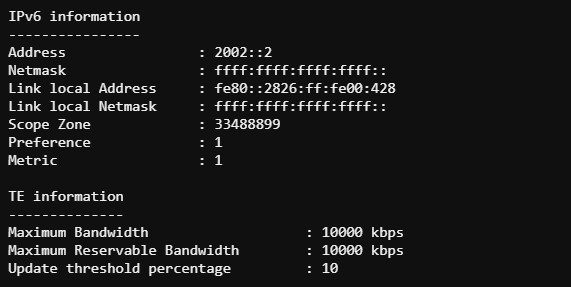 IPv6 information
----------------
Address                : 2002::2
Netmask                : ffff:ffff:ffff:ffff::
Link local Address     : fe80::2826:ff:fe00:428
Link local Netmask     : ffff:ffff:ffff:ffff::
Scope Zone             : 33488899
Preference             : 1
Metric                 : 1

TE information
--------------
Maximum Bandwidth                   : 10000 kbps
Maximum Reservable Bandwidth        : 10000 kbps
Update threshold percentage         : 10